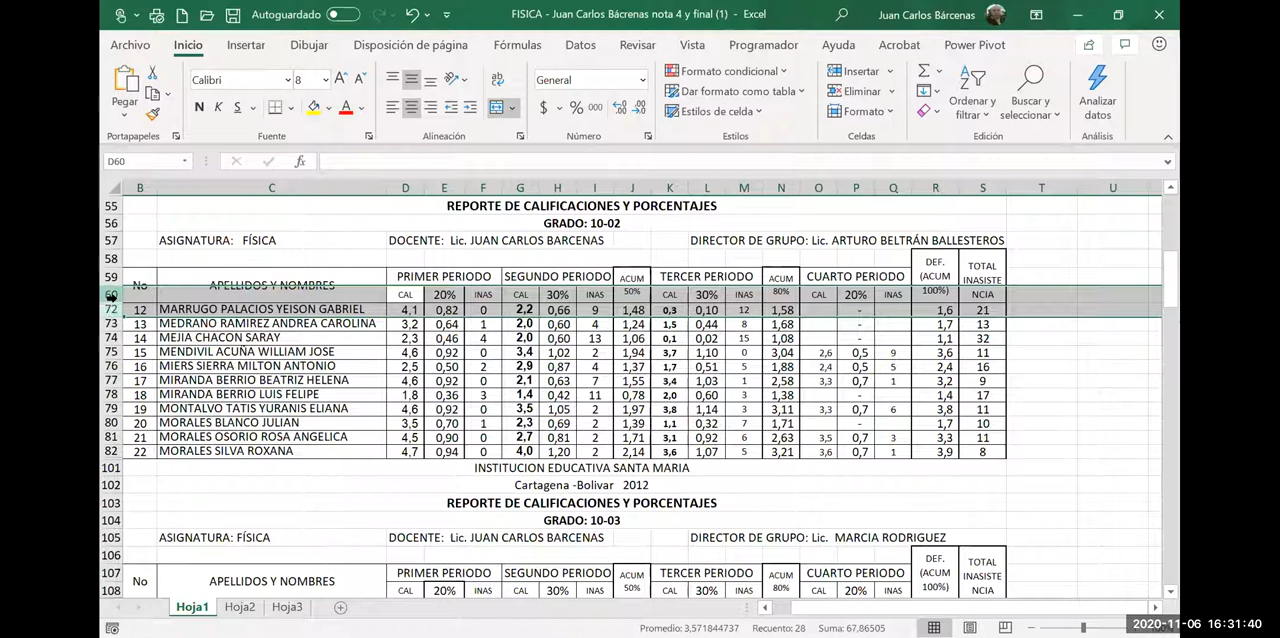 Autoguardado FISICA - Juan Carlos Bácrenas nota 4 y final (1) - Excel Juan Carlos Bárcenas
Archivo Inicio Insertar Dibujar Disposición de página Fórmulas Datos Revisar Vista Programador Ayuda Acrobat Power Pivot
Pegar Calibri 8 General Formato condicional Insertar Ordenar y Buscar y Analizar
N K S $ % 000 Dar formato como tabla Eliminar filtrar seleccionar datos
Estilos de celda Formato
Portapapeles Fuente Alineación Número Estilos Celdas Edición Análisis
D60 fx
B C D E F G H I J K L M N O P Q R S T U
55 REPORTE DE CALIFICACIONES Y PORCENTAJES
56 GRADO: 10-02
57 ASIGNATURA: FÍSICA DOCENTE: Lic. JUAN CARLOS BARCENAS DIRECTOR DE GRUPO: Lic. ARTURO BELTRÁN BALLESTEROS
58 DEF. (ACUM 100%) TOTAL INASISTE NCIA
59 No APELLIDOS Y NOMBRES PRIMER PERIODO SEGUNDO PERIODO ACUM 50% TERCER PERIODO ACUM 80% CUARTO PERIODO
60 CAL 20% INAS CAL 30% INAS CAL 30% INAS CAL 20% INAS
72 12 MARRUGO PALACIOS YEISON GABRIEL 4,1 0,82 0 2,2 0,66 9 1,48 0,3 0,10 12 1,58 - 1,6 21
73 13 MEDRANO RAMIREZ ANDREA CAROLINA 3,2 0,64 1 2,0 0,60 4 1,24 1,5 0,44 8 1,68 - 1,7 13
74 14 MEJIA CHACON SARAY 2,3 0,46 4 2,0 0,60 13 1,06 0,1 0,02 15 1,08 - 1,1 32
75 15 MENDIVIL ACUÑA WILLIAM JOSE 4,6 0,92 0 3,4 1,02 2 1,94 3,7 1,10 0 3,04 2,6 0,5 9 3,6 11
76 16 MIERS SIERRA MILTON ANTONIO 2,5 0,50 2 2,9 0,87 4 1,37 1,7 0,51 5 1,88 2,4 0,5 5 2,4 16
77 17 MIRANDA BERRIO BEATRIZ HELENA 4,6 0,92 0 2,1 0,63 7 1,55 3,4 1,03 1 2,58 3,3 0,7 1 3,2 9
78 18 MIRANDA BERRIO LUIS FELIPE 1,8 0,36 3 1,4 0,42 11 0,78 2,0 0,60 3 1,38 - 1,4 17
79 19 MONTALVO TATIS YURANIS ELIANA 4,6 0,92 0 3,5 1,05 2 1,97 3,8 1,14 3 3,11 3,3 0,7 6 3,8 11
80 20 MORALES BLANCO JULIAN 3,5 0,70 1 2,3 0,69 2 1,39 1,1 0,32 7 1,71 - 1,7 10
81 21 MORALES OSORIO ROSA ANGELICA 4,5 0,90 0 2,7 0,81 2 1,71 3,1 0,92 6 2,63 3,5 0,7 3 3,3 11
82 22 MORALES SILVA ROXANA 4,7 0,94 0 4,0 1,20 2 2,14 3,6 1,07 5 3,21 3,6 0,7 1 3,9 8
101 INSTITUCION EDUCATIVA SANTA MARIA
102 Cartagena -Bolivar 2012
103 REPORTE DE CALIFICACIONES Y PORCENTAJES
104 GRADO: 10-03
105 ASIGNATURA: FÍSICA DOCENTE: Lic. JUAN CARLOS BARCENAS DIRECTOR DE GRUPO: Lic. MARCIA RODRIGUEZ
106 DEF. (ACUM 100%) TOTAL INASISTE NCIA
107 No APELLIDOS Y NOMBRES PRIMER PERIODO SEGUNDO PERIODO ACUM 50% TERCER PERIODO ACUM 80% CUARTO PERIODO
108 CAL 20% INAS CAL 30% INAS CAL 30% INAS CAL 20% INAS
Hoja1 Hoja2 Hoja3
Promedio: 3,571844737 Recuento: 28 Suma: 67,86505 2020-11-06 16:31:40